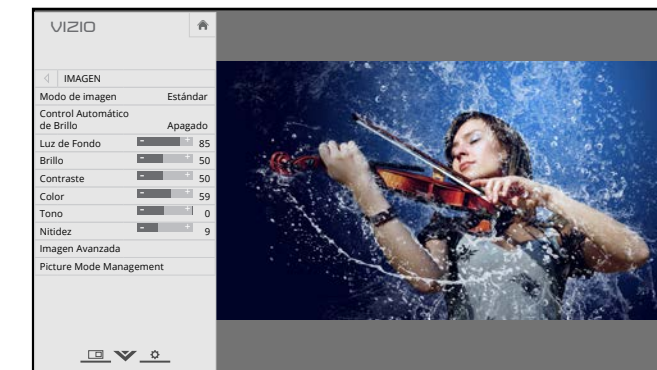 VIZIO
IMAGEN
Modo de imagen Estándar
Control Automático
de Brillo Apagado
Luz de Fondo - + 85
Brillo - + 50
Contraste - + 50
Color - + 59
Tono - + 0
Nitidez - + 9
Imagen Avanzada
Picture Mode Management